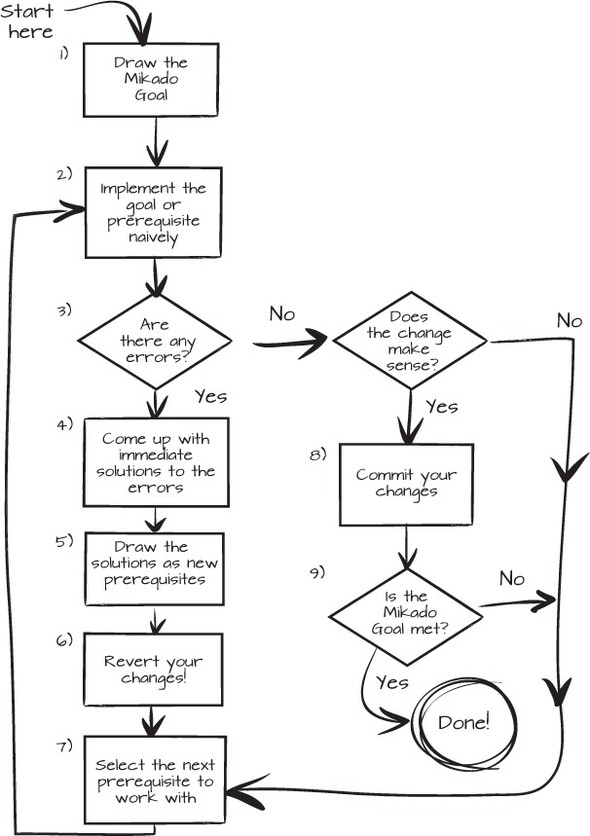 Start
here
1)
Draw the
Mikado
Goal
2)
Implement the
goal or
prerequisite
naively
3)
Are
there any
errors?
No
Does
the change
make
sense?
No
Yes
Yes
4)
Come up with
immediate
solutions to the
errors
8)
Commit your
changes
5)
Draw the
solutions as new
prerequisites
9)
Is the
Mikado
Goal met?
No
6)
Revert your
changes!
Yes
Done!
7)
Select the next
prerequisite to
work with